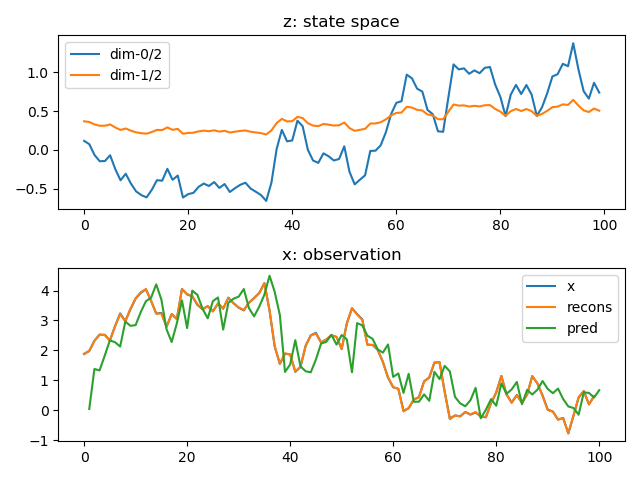 z: state space
dim-0/2
dim-1/2
1.0
0.5
0.0
−0.5
0 20 40 60 80 100
x: observation
x
recons
pred
4
3
2
1
0
−1
0 20 40 60 80 100